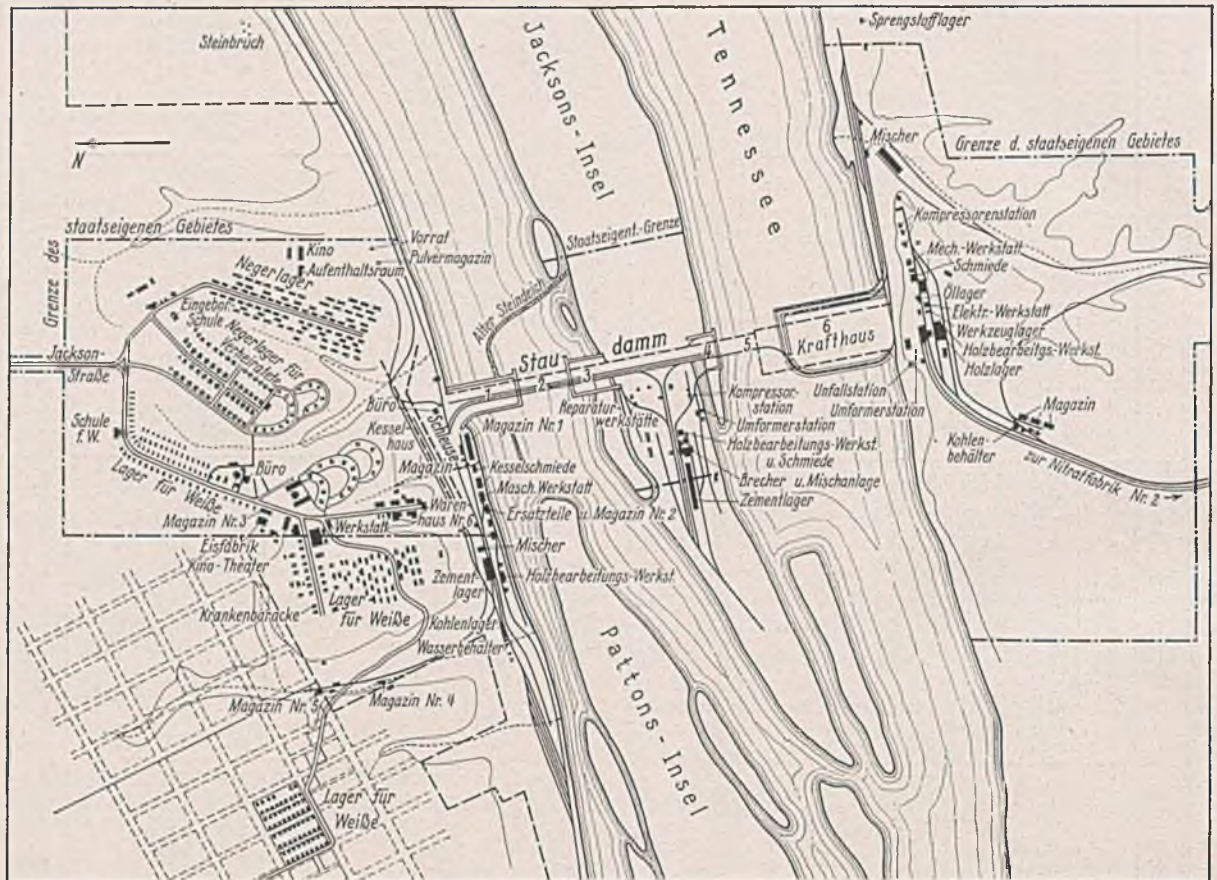 Steinbruch
Sprengstofflager
Jacksons-Insel
Tennessee
N
Mischer
Grenze d. staatseigenen Gebietes
Grenze des
staatseigenen Gebietes
Kino
Aufenthaltsraum
Vorrat
Pulvermagazin
Staatseigent.-Grenze
Kompressorenstation
Mech.-Werkstatt
Schmiede
Öllager
Elektr.-Werkstatt
Werkzeuglager
Holzbearbeitgs-Werkst.
Holzlager
Negerlager
Eingebor.
Schule
Negerlager für
Verheiratete
Alter Steindeich
Stau-
damm
1
2
3
4
5
6
Krafthaus
Jackson-
Straße
Büro
Kessel-
haus
Schleuse
Magazin Nr. 1
Reparatur-
werkstätte
Kompressor.-
station
Unfallstation
Umformerstation
Umformerstation
Magazin
Kohlen-
behälter
zur Nitratfabrik Nr. 2
Schule
f. W.
Lager für Weiße
Büro
Magazin
Kesselschmiede
Masch. Werkstatt
Holzbearbeitungs-Werkst.
u. Schmiede
Brecher u. Mischanlage
Zementlager
Magazin Nr. 3
Werkstatt
Waren-
haus Nr. 6
Ersatzteile u. Magazin Nr. 2
Eisfabrik
Kino-Theater
Mischer
Zement-
lager
Holzbearbeitungs-Werkst.
Krankenbaracke
Lager
für Weiße
Kohlenlager
Wasserbehälter
Magazin Nr. 5
Magazin Nr. 4
Pattons-Insel
Lager für
Weiße